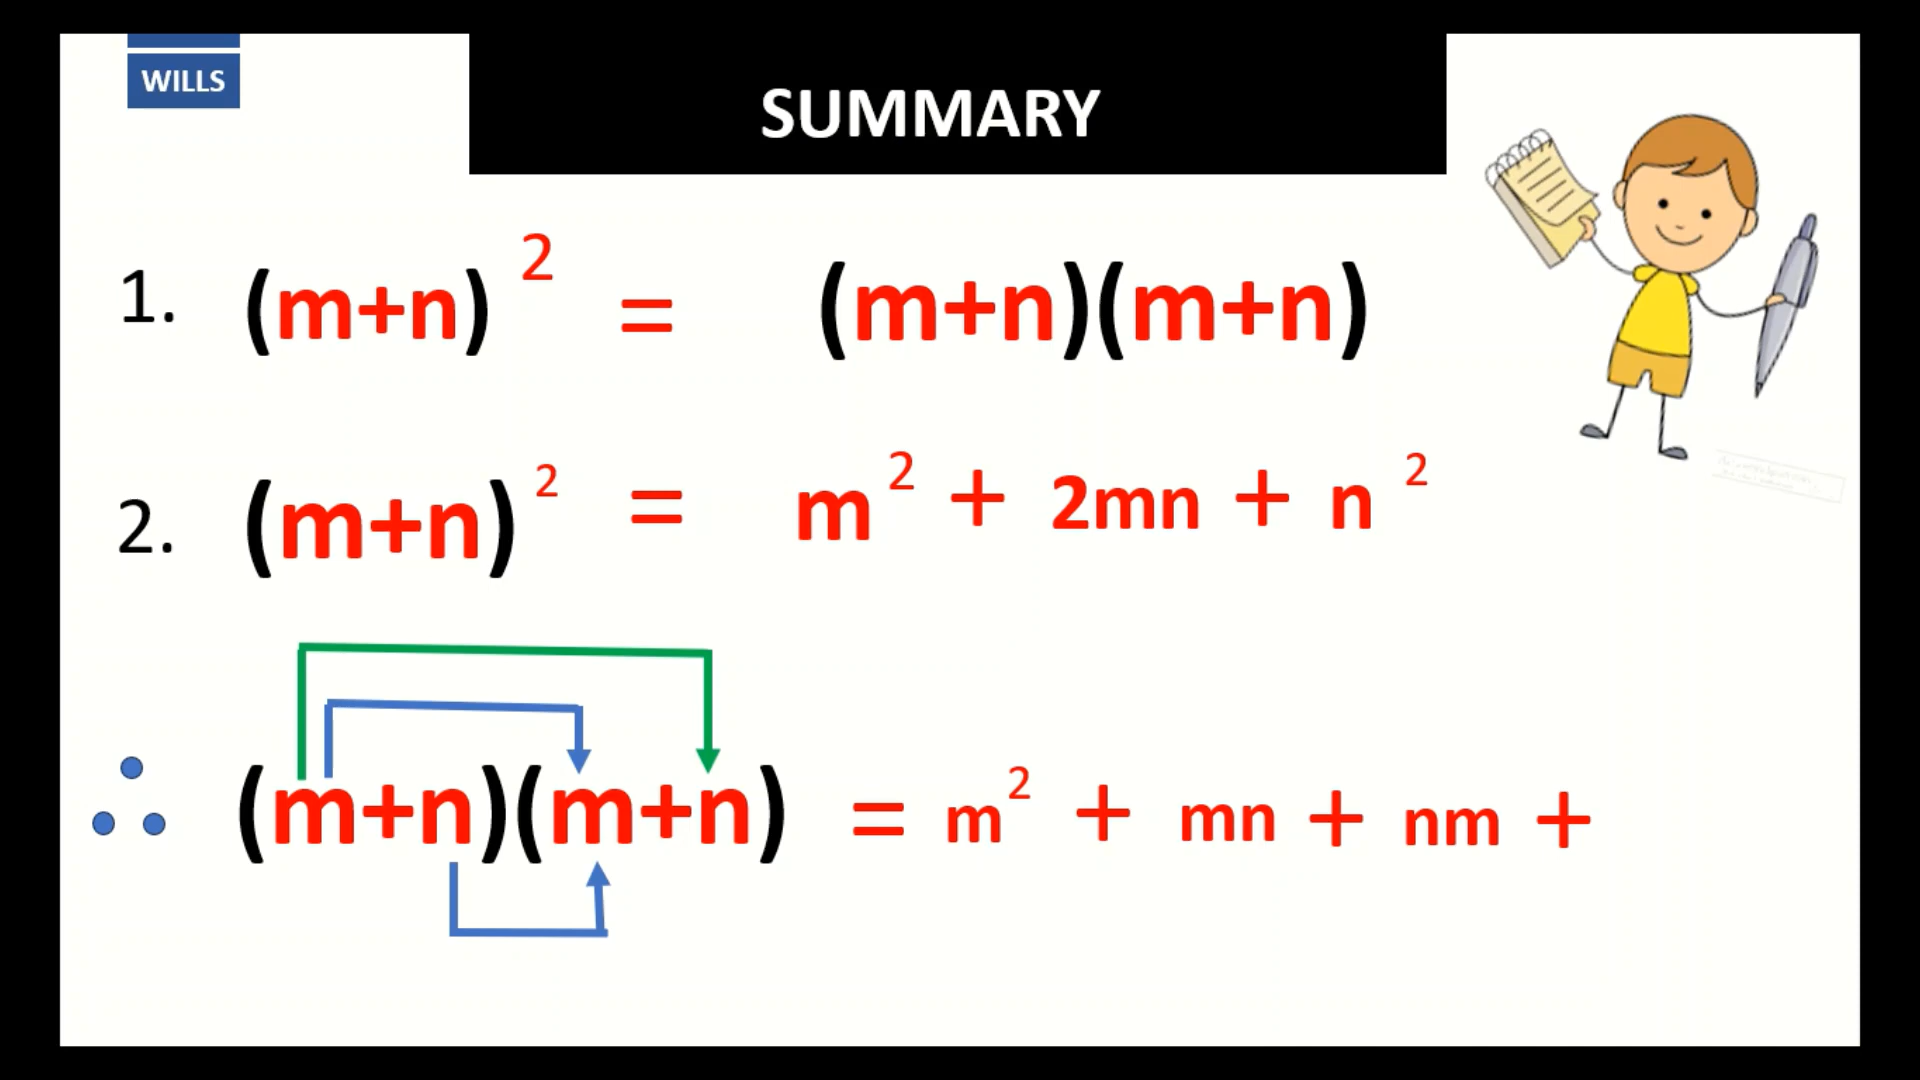 WILLS
SUMMARY
1. (m+n)² = (m+n)(m+n)
2. (m+n)² = m² + 2mn + n²
∴ (m+n)(m+n) = m² + mn + nm +